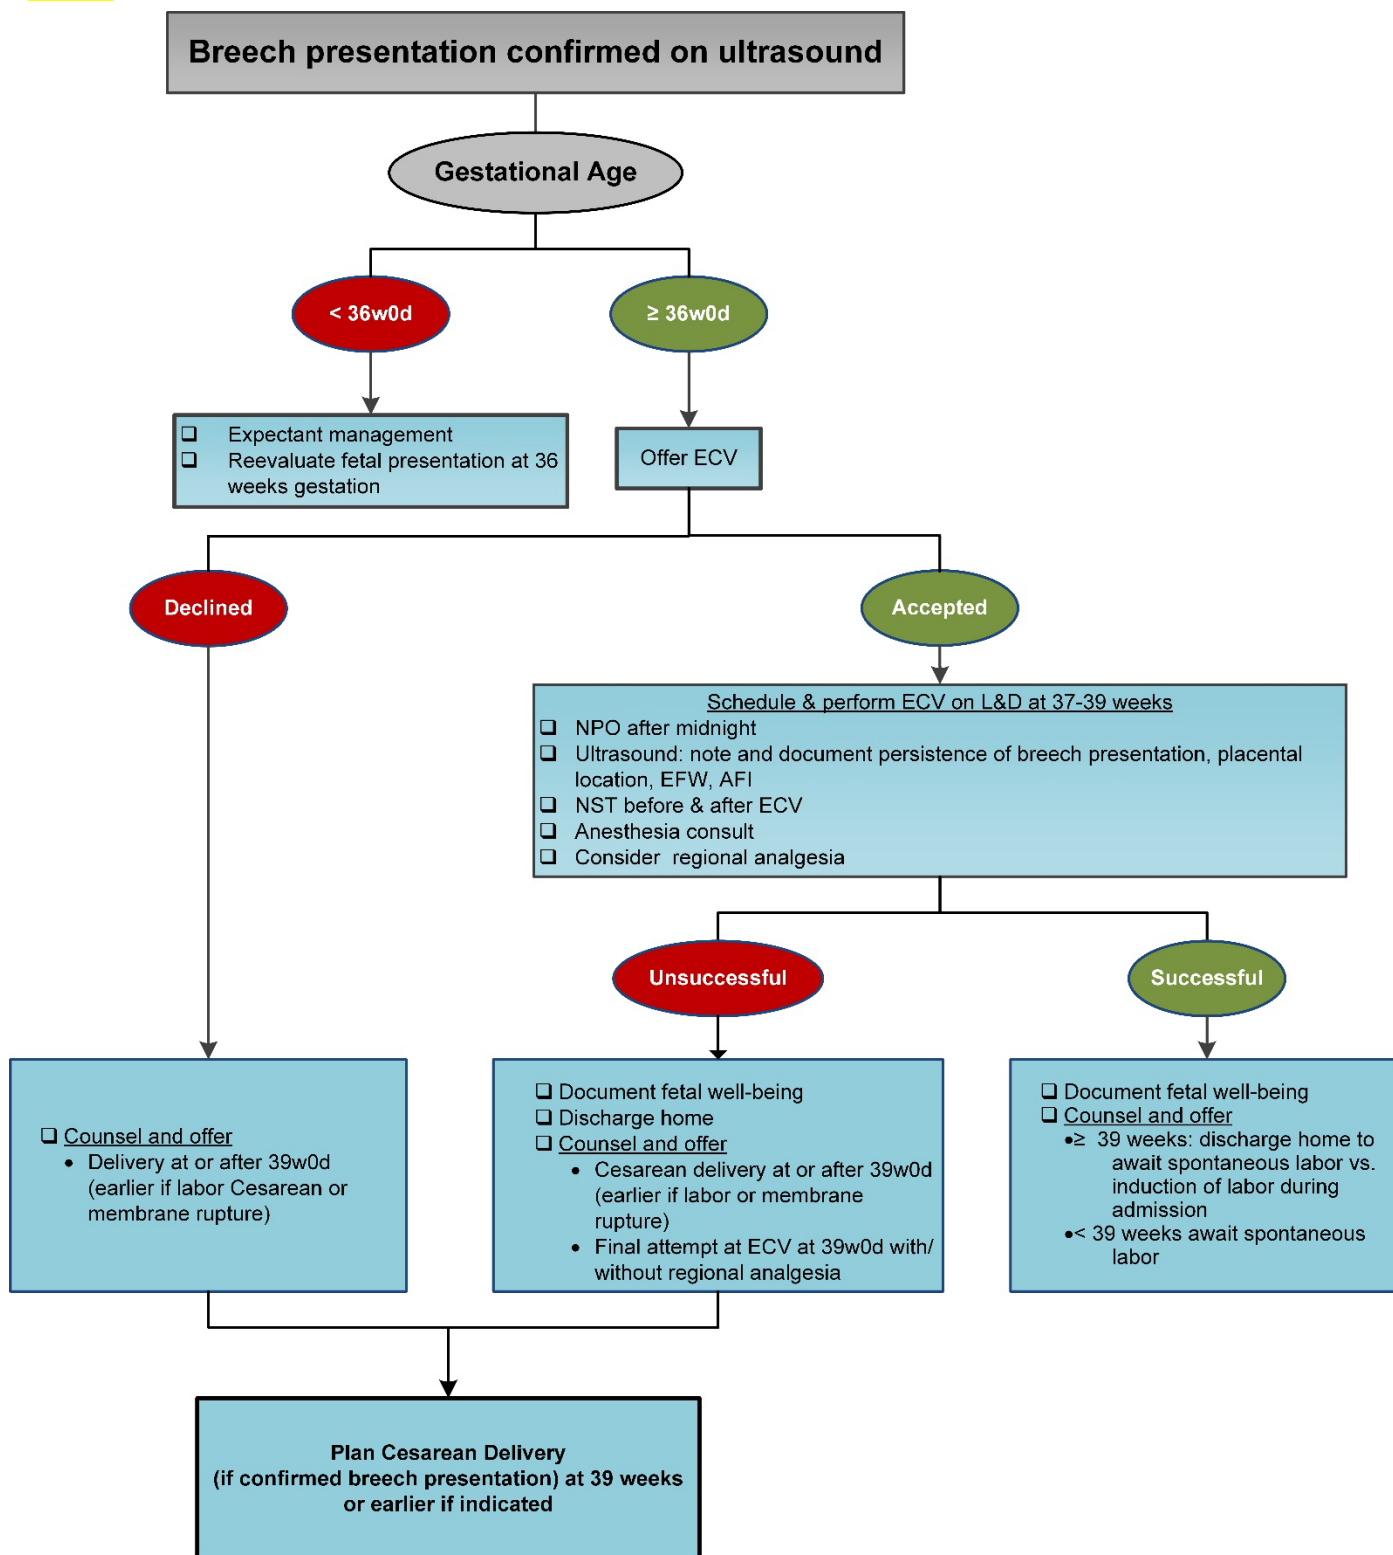 Breech presentation confirmed on ultrasound
Gestational Age
< 36w0d
≥ 36w0d
❑ Expectant management
❑ Reevaluate fetal presentation at 36
weeks gestation
Offer ECV
Declined
Accepted
Schedule & perform ECV on L&D at 37-39 weeks
❑ NPO after midnight
❑ Ultrasound: note and document persistence of breech presentation, placental
location, EFW, AFI
❑ NST before & after ECV
❑ Anesthesia consult
❑ Consider regional analgesia
Unsuccessful
Successful
❑ Counsel and offer
• Delivery at or after 39w0d
(earlier if labor Cesarean or
membrane rupture)
❑ Document fetal well-being
❑ Discharge home
❑ Counsel and offer
• Cesarean delivery at or after 39w0d
(earlier if labor or membrane
rupture)
• Final attempt at ECV at 39w0d with/
without regional analgesia
❑ Document fetal well-being
❑ Counsel and offer
•≥ 39 weeks: discharge home to
await spontaneous labor vs.
induction of labor during
admission
•< 39 weeks await spontaneous
labor
Plan Cesarean Delivery
(if confirmed breech presentation) at 39 weeks
or earlier if indicated